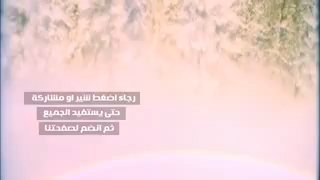 رجاء اضغط شير او مشاركة
حتى يستفيد الجميع
ثم انضم لصفحتنا